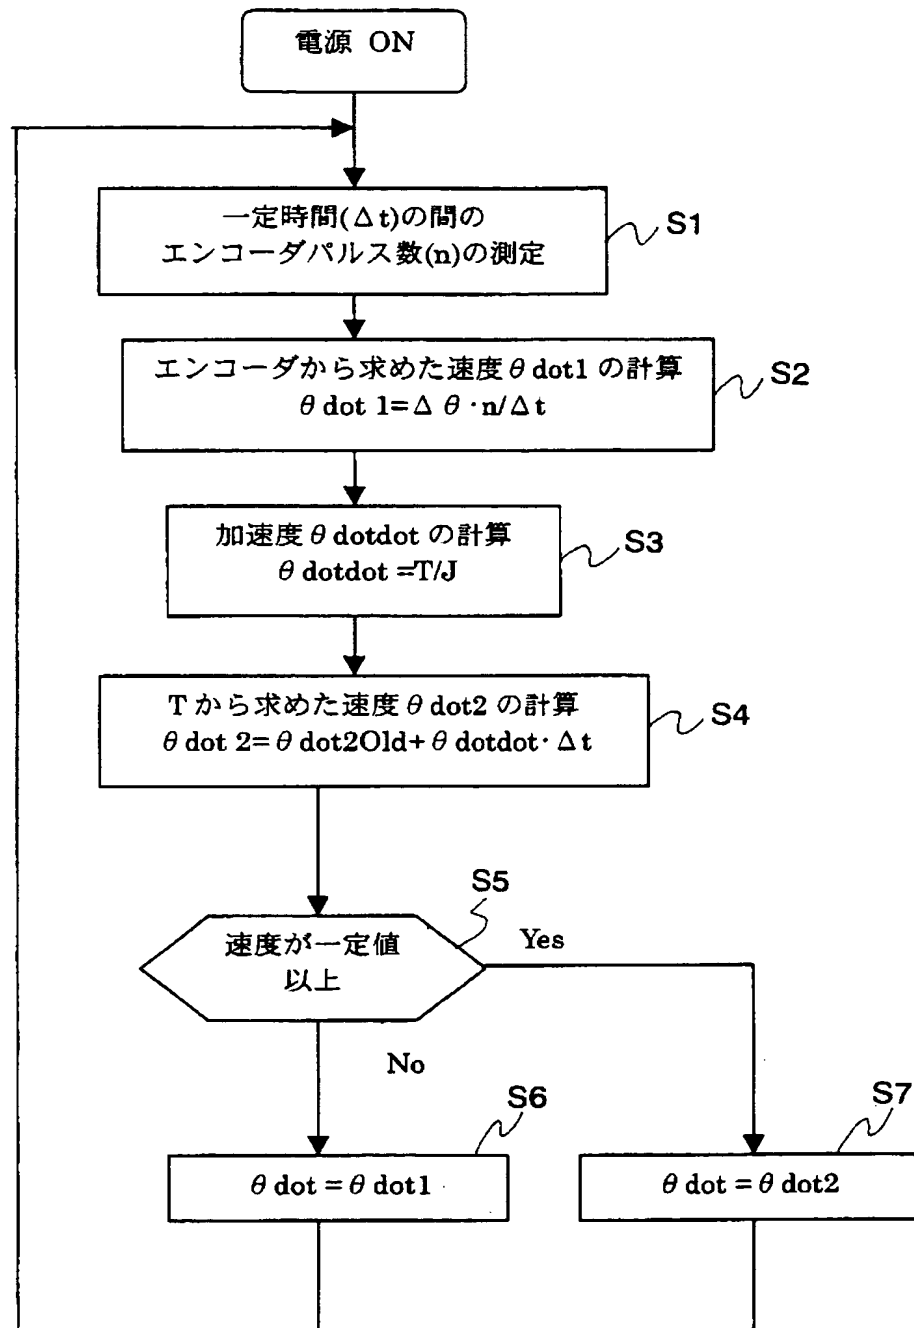 電源 ON
一定時間(Δt)の間の
エンコーダパルス数(n)の測定
S1
エンコーダから求めた速度θdot1 の計算
θdot 1=Δ θ・n/Δt
S2
加速度θdotdot の計算
θdotdot =T/J
S3
T から求めた速度θdot2 の計算
θdot 2=θdot2Old+θdotdot・Δt
S4
S5
速度が一定値
以上
Yes
No
S6
θdot =θdot1
S7
θdot =θdot2